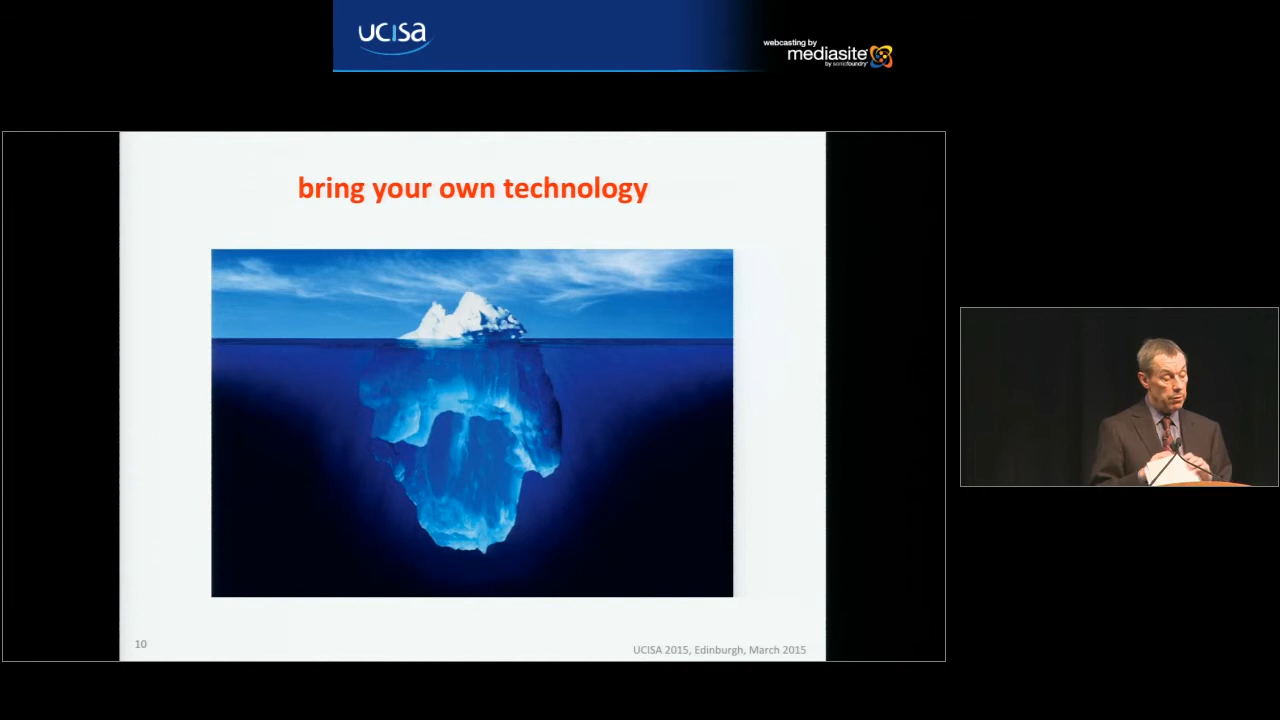 ucisa
webcasting by
mediasite
by sonicfoundry
bring your own technology
10
UCISA 2015, Edinburgh, March 2015